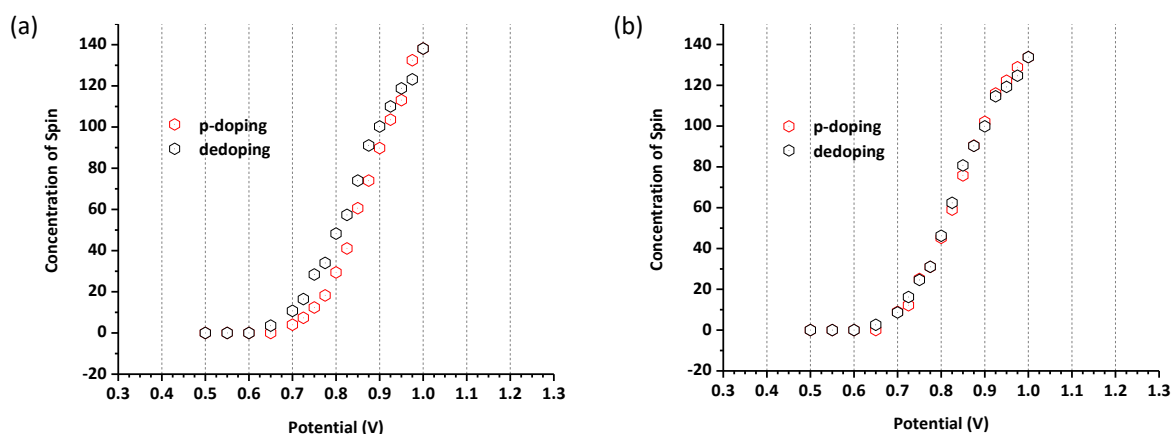 (a)
140
120
100
80
60
40
20
0
-20
Concentration of Spin
p-doping
dedoping
0.3 0.4 0.5 0.6 0.7 0.8 0.9 1.0 1.1 1.2 1.3
Potential (V)
(b)
140
120
100
80
60
40
20
0
-20
Concentration of Spin
p-doping
dedoping
0.3 0.4 0.5 0.6 0.7 0.8 0.9 1.0 1.1 1.2 1.3
Potential (V)